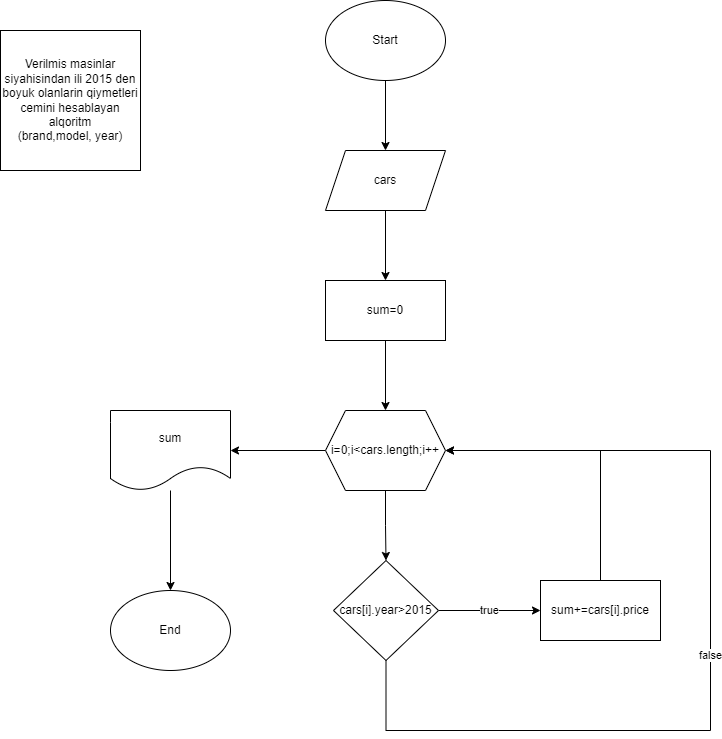 Start
Verilmis masinlar
siyahisindan ili 2015 den
boyuk olanlarin qiymetleri
cemini hesablayan
alqoritm
(brand,model, year)
cars
sum=0
sum
i=0;i<cars.length;i++
cars[i].year>2015
true
sum+=cars[i].price
End
false